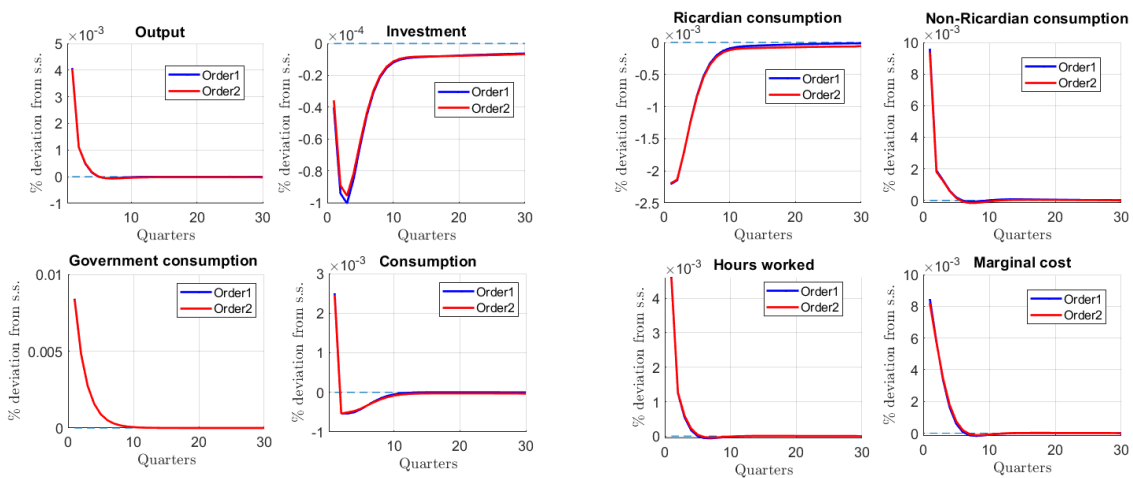 Output
×10-3
5
4
3
2
1
0
-1
% deviation from s.s.
0
10
20
30
Quarters
Order1
Order2
Investment
×10-4
0
-0.2
-0.4
-0.6
-0.8
-1
% deviation from s.s.
0
10
20
30
Quarters
Order1
Order2
Ricardian consumption
×10-3
0
-0.5
-1
-1.5
-2
-2.5
% deviation from s.s.
0
10
20
30
Quarters
Order1
Order2
Non-Ricardian consumption
×10-3
10
8
6
4
2
0
% deviation from s.s.
0
10
20
30
Quarters
Order1
Order2
Government consumption
0.01
0.005
0
% deviation from s.s.
0
10
20
30
Quarters
Order1
Order2
Consumption
×10-3
3
2
1
0
-1
% deviation from s.s.
0
10
20
30
Quarters
Order1
Order2
Hours worked
×10-3
4
2
0
% deviation from s.s.
0
10
20
30
Quarters
Order1
Order2
Marginal cost
×10-3
10
8
6
4
2
0
% deviation from s.s.
0
10
20
30
Quarters
Order1
Order2